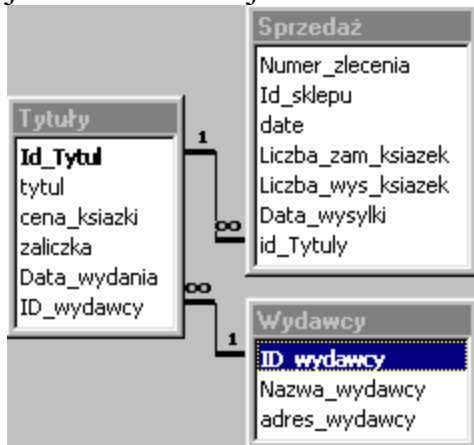 Tytuły
Id_Tytul
tytul
cena_ksiazki
zaliczka
Data_wydania
ID_wydawcy
1
∞
∞
1
Sprzedaż
Numer_zlecenia
Id_sklepu
date
Liczba_zam_ksiazek
Liczba_wys_ksiazek
Data_wysylki
id_Tytuly
Wydawcy
ID_wydawcy
Nazwa_wydawcy
adres_wydawcy